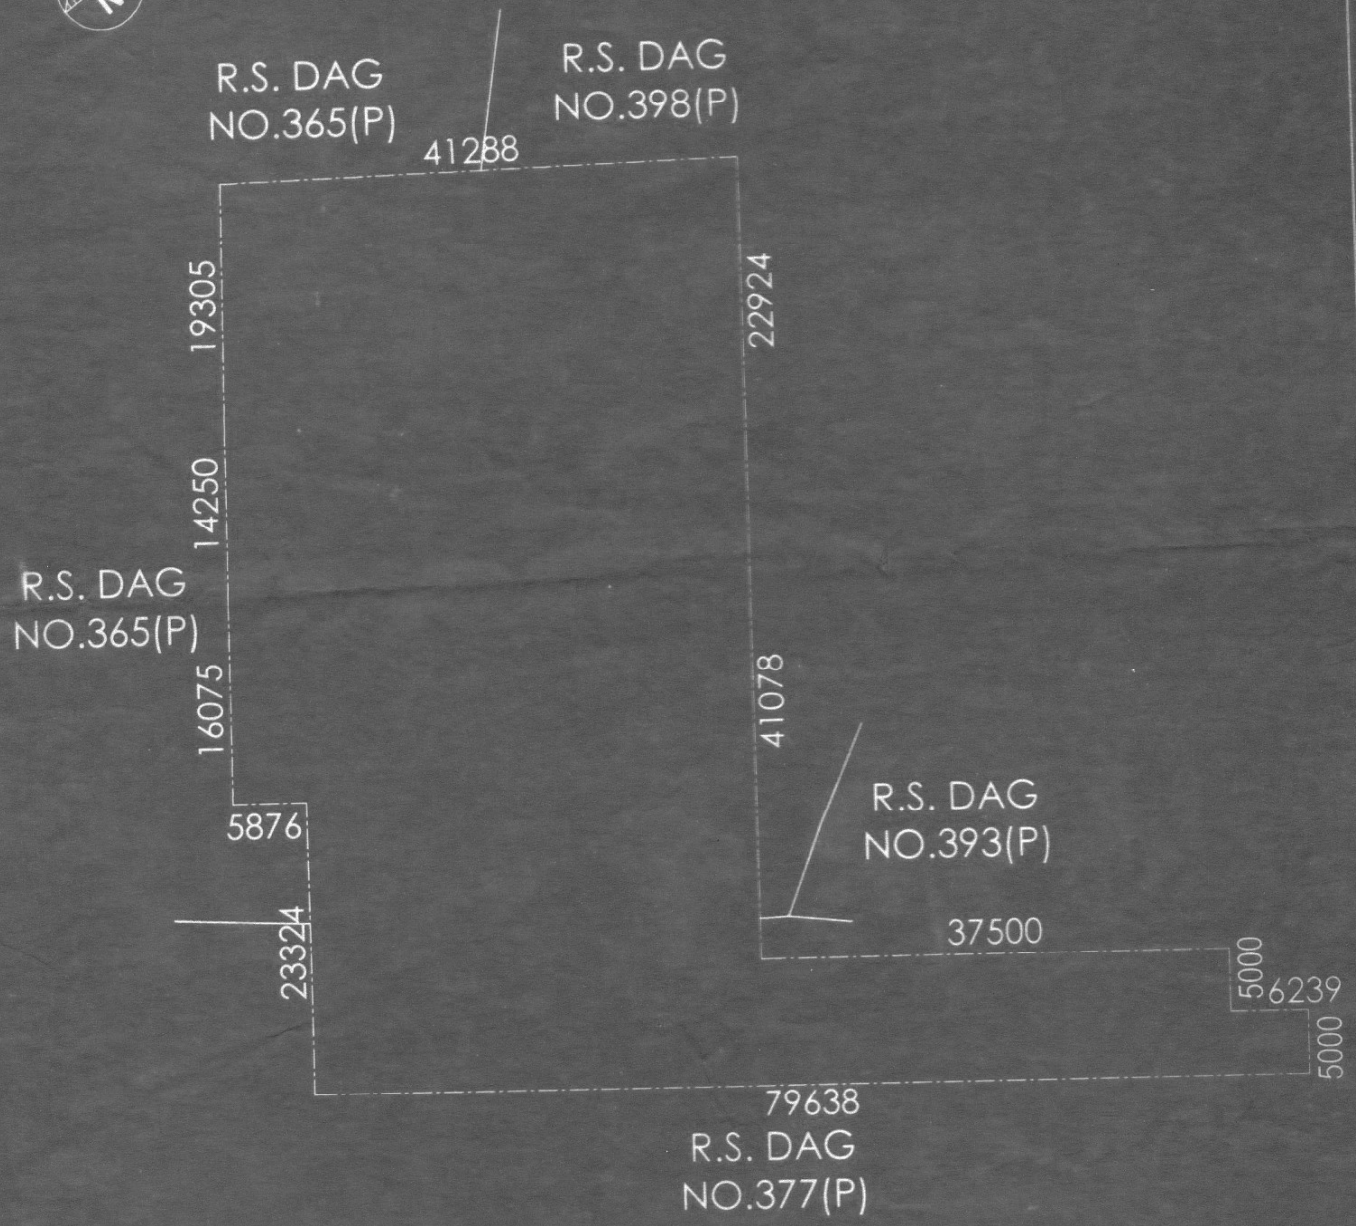 R.S. DAG
NO.365(P)
R.S. DAG
NO.398(P)
41288
19305
22924
14250
R.S. DAG
NO.365(P)
16075
41078
5876
R.S. DAG
NO.393(P)
23324
37500
5000
6239
5000
79638
R.S. DAG
NO.377(P)